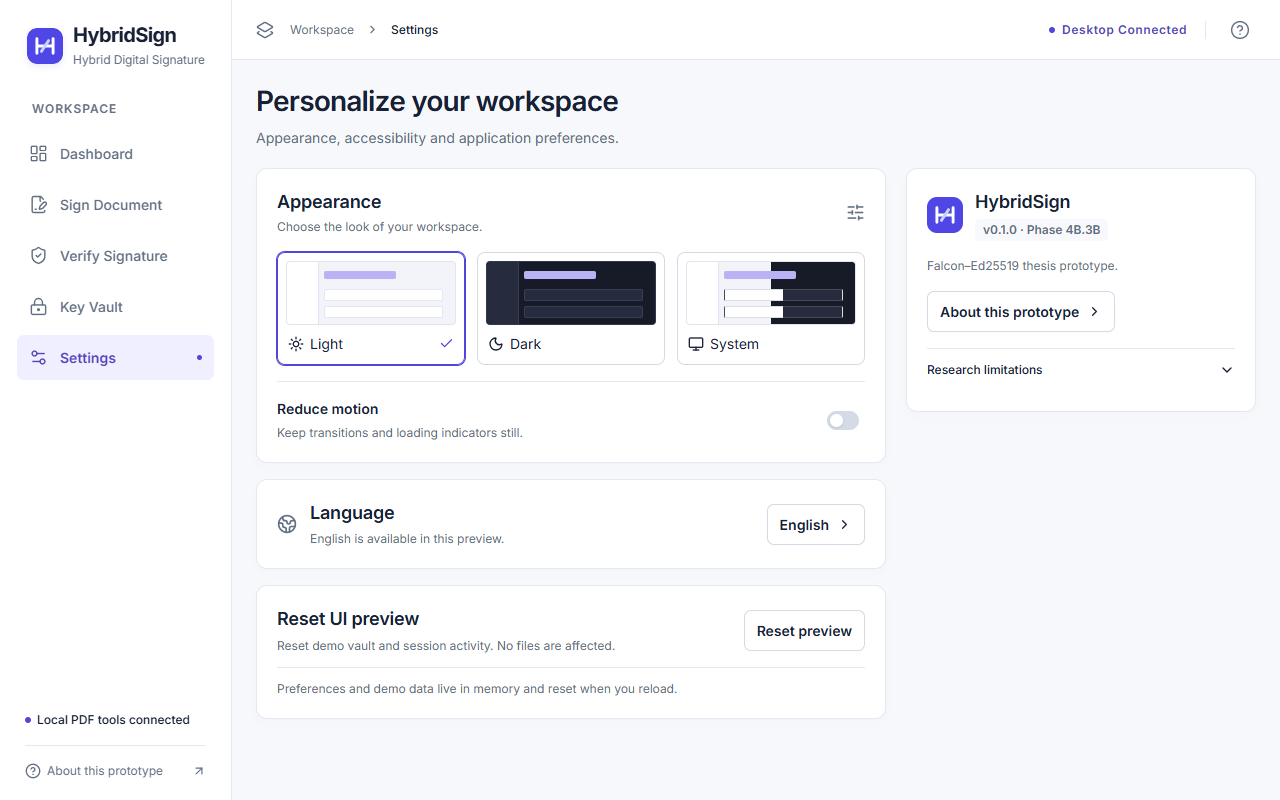 HybridSign
Hybrid Digital Signature
WORKSPACE
Dashboard
Sign Document
Verify Signature
Key Vault
Settings
Local PDF tools connected
About this prototype
Workspace
Settings
Desktop Connected
Personalize your workspace
Appearance, accessibility and application preferences.
Appearance
Choose the look of your workspace.
Light
Dark
System
Reduce motion
Keep transitions and loading indicators still.
Language
English is available in this preview.
English
Reset UI preview
Reset demo vault and session activity. No files are affected.
Reset preview
Preferences and demo data live in memory and reset when you reload.
HybridSign
v0.1.0 · Phase 4B.3B
Falcon–Ed25519 thesis prototype.
About this prototype
Research limitations